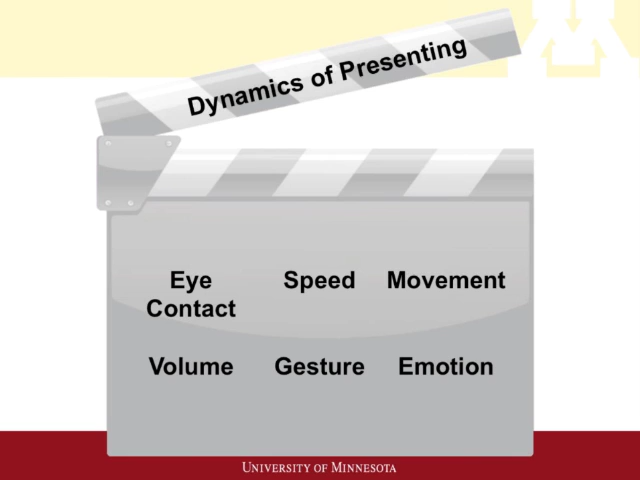 Dynamics of Presenting
Eye Speed Movement
Contact
Volume Gesture Emotion
UNIVERSITY OF MINNESOTA